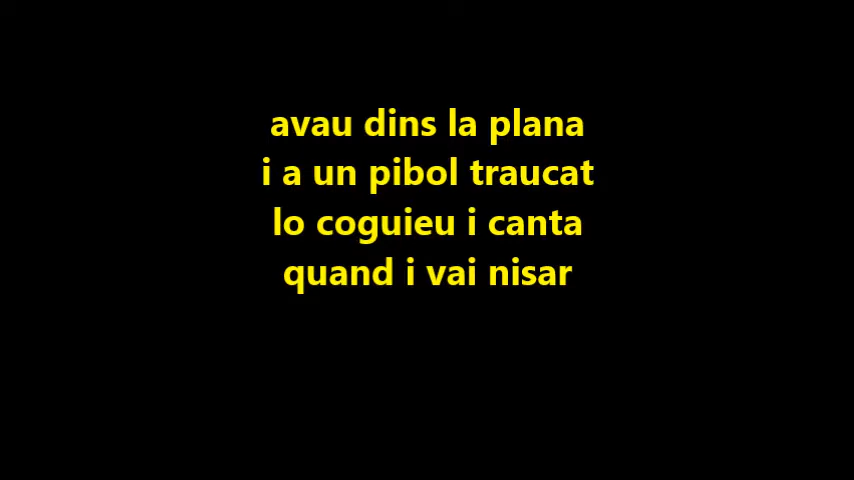 avau dins la plana
i a un pibol traucat
lo coguieu i canta
quand i vai nisar